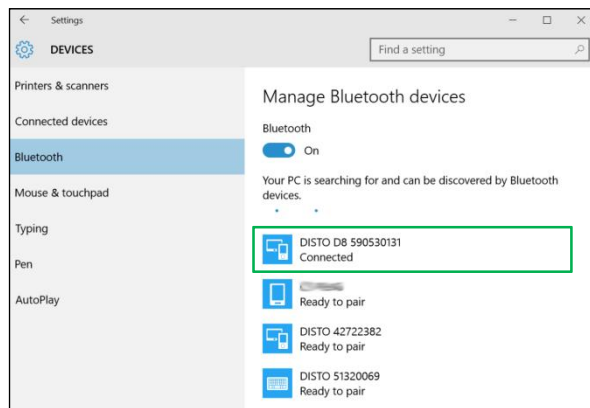 Settings
DEVICES
Find a setting
Printers & scanners
Connected devices
Bluetooth
Mouse & touchpad
Typing
Pen
AutoPlay
Manage Bluetooth devices
Bluetooth
On
Your PC is searching for and can be discovered by Bluetooth
devices.
DISTO D8 590530131
Connected
Ready to pair
DISTO 42722382
Ready to pair
DISTO 51320069
Ready to pair